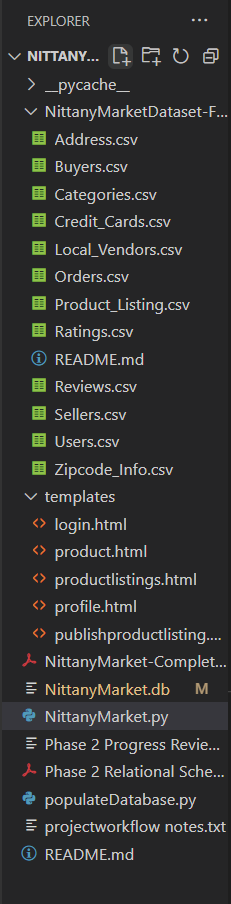 EXPLORER ...
NITTANY...
__pycache__
NittanyMarketDataset-F...
Address.csv
Buyers.csv
Categories.csv
Credit_Cards.csv
Local_Vendors.csv
Orders.csv
Product_Listing.csv
Ratings.csv
README.md
Reviews.csv
Sellers.csv
Users.csv
Zipcode_Info.csv
templates
login.html
product.html
productlistings.html
profile.html
publishproductlisting....
NittanyMarket-Complet...
NittanyMarket.db M
NittanyMarket.py
Phase 2 Progress Revie...
Phase 2 Relational Sche...
populateDatabase.py
projectworkflow notes.txt
README.md